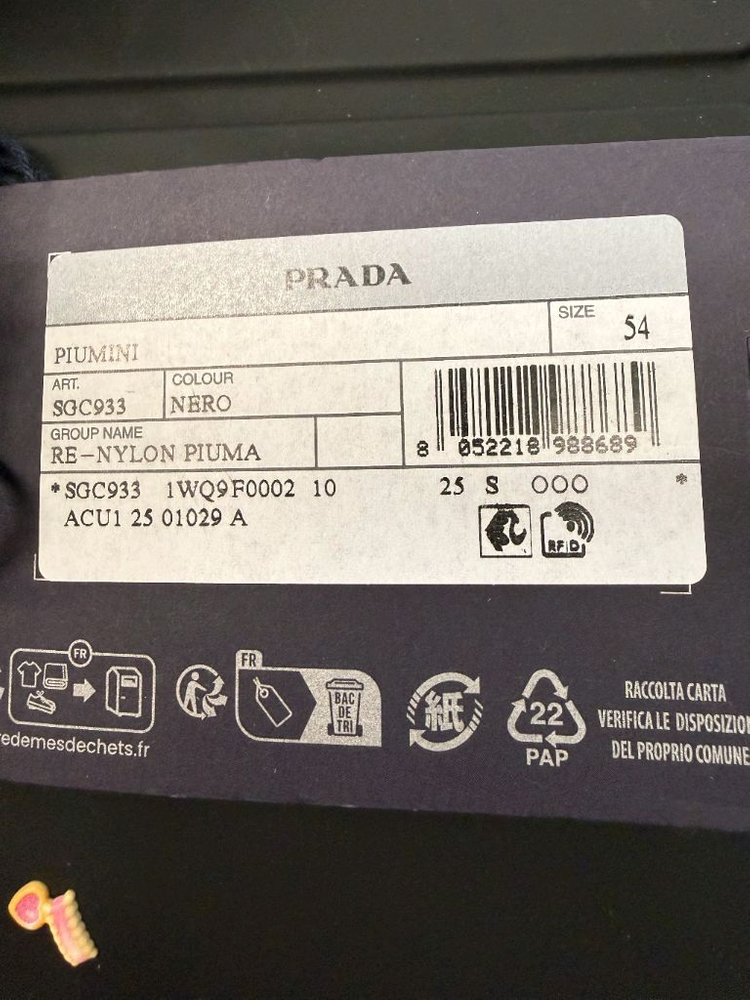 PRADA
PIUMINI
SIZE
54
ART.
SGC933
COLOUR
NERO
GROUP NAME
RE-NYLON PIUMA
8 052218 988689
*SGC933 1WQ9F0002 10 25 S OOO *
ACU1 25 01029 A
RFID
FR
redemesdechets.fr
FR
BAC
DE
TRI
紙
22
PAP
RACCOLTA CARTA
VERIFICA LE DISPOSIZIO
DEL PROPRIO COMUNE